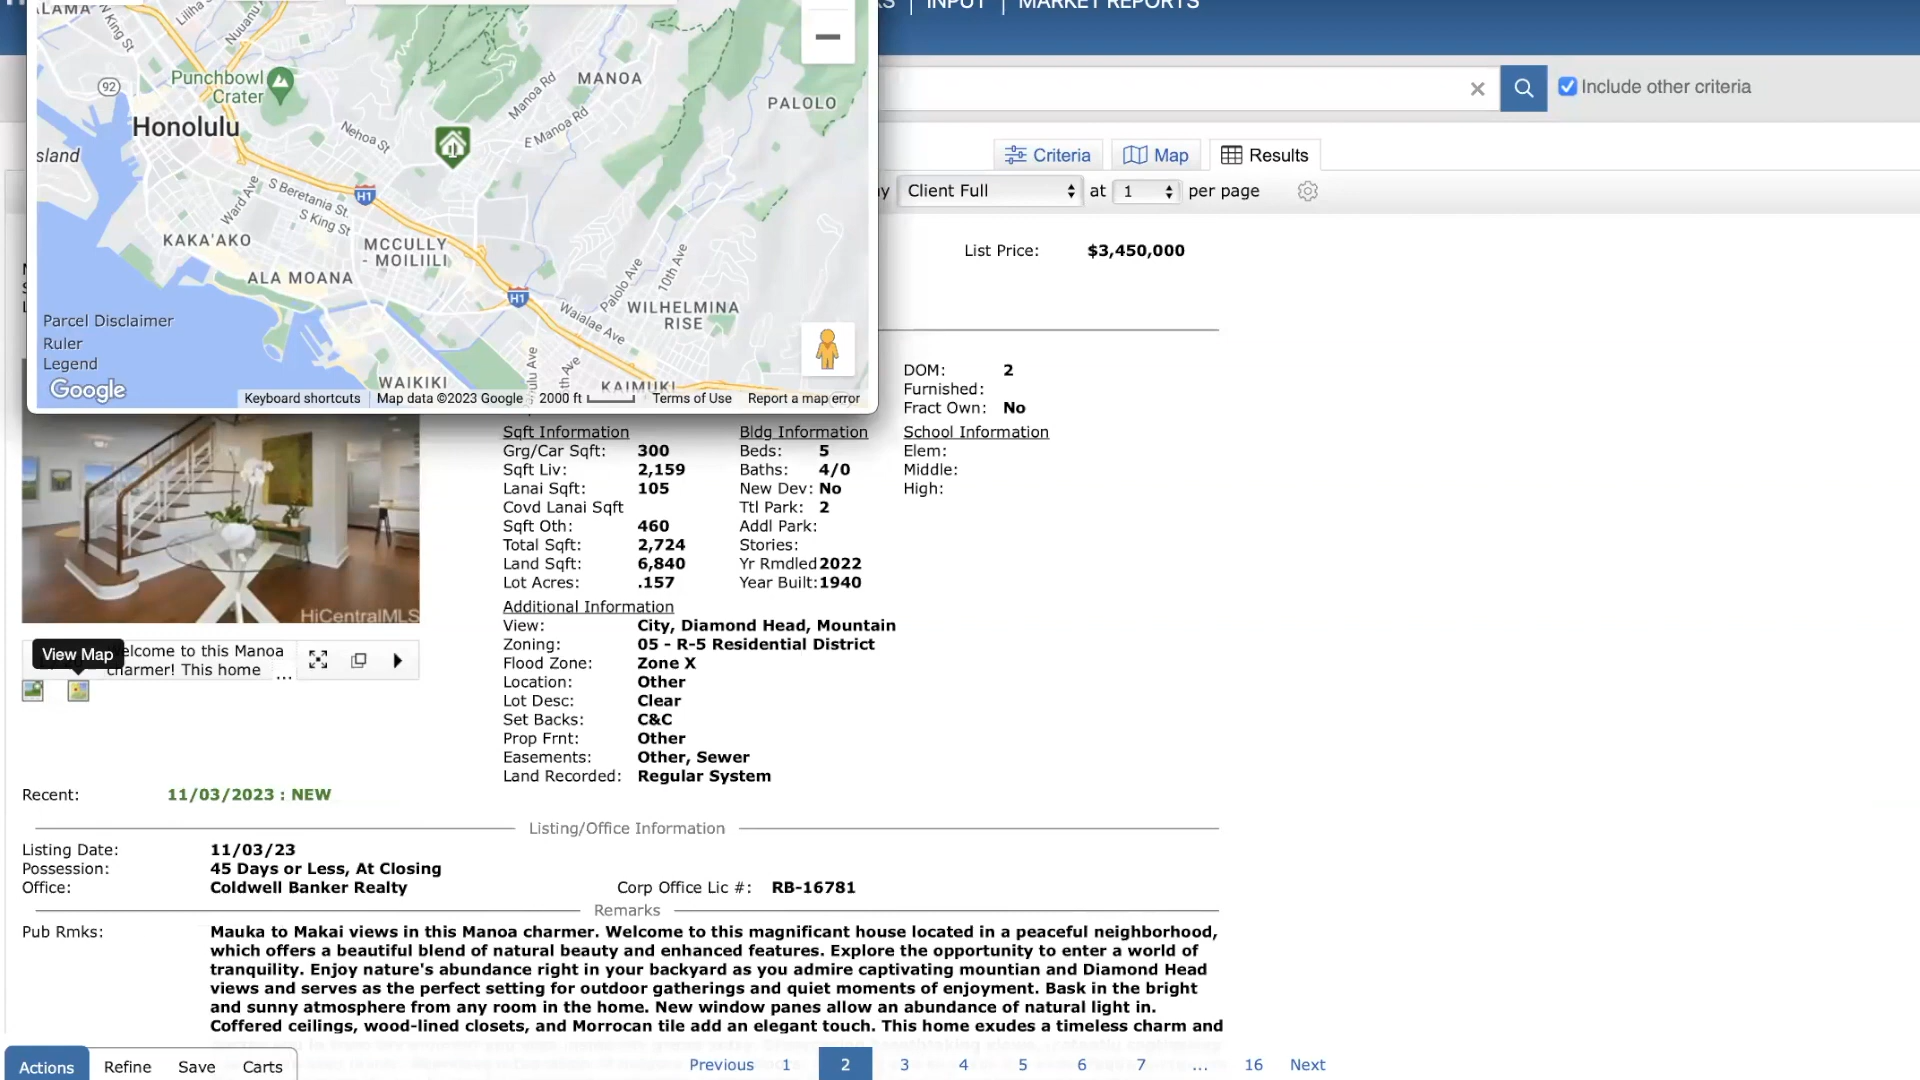 INPUT | MARKET REPORTS
N King St
Nuuanu
Liliha St
92
Punchbowl
Crater
Honolulu
Nehoa St
Manoa Rd
E Manoa Rd
MANOA
PALOLO
sland
H1
S Beretania St.
S King St
Ward Ave
KAKA'AKO
MCCULLY
- MOILIILI
ALA MOANA
H1
Palolo Ave
10th Ave
WILHELMINA
RISE
Waialae Ave
WAIKIKI
KAIMUKI
Parcel Disclaimer
Ruler
Legend
Google
Keyboard shortcuts
Map data ©2023 Google
2000 ft
Terms of Use
Report a map error
Include other criteria
Criteria
Map
Results
Client Full
at
1
per page
List Price: $3,450,000
DOM: 2
Furnished:
Fract Own: No
Sqft Information
Grg/Car Sqft: 300
Sqft Liv: 2,159
Lanai Sqft: 105
Covd Lanai Sqft
Sqft Oth: 460
Total Sqft: 2,724
Land Sqft: 6,840
Lot Acres: .157
Bldg Information
Beds: 5
Baths: 4/0
New Dev: No
Ttl Park: 2
Addl Park:
Stories:
Yr Rmdled 2022
Year Built: 1940
School Information
Elem:
Middle:
High:
Additional Information
View: City, Diamond Head, Mountain
Zoning: 05 - R-5 Residential District
Flood Zone: Zone X
Location: Other
Lot Desc: Clear
Set Backs: C&C
Prop Frnt: Other
Easements: Other, Sewer
Land Recorded: Regular System
HiCentralMLS
View Map
elcome to this Manoa
charmer! This home ...
Recent: 11/03/2023 : NEW
Listing/Office Information
Listing Date: 11/03/23
Possession: 45 Days or Less, At Closing
Office: Coldwell Banker Realty Corp Office Lic #: RB-16781
Remarks
Pub Rmks: Mauka to Makai views in this Manoa charmer. Welcome to this magnificant house located in a peaceful neighborhood,
which offers a beautiful blend of natural beauty and enhanced features. Explore the opportunity to enter a world of
tranquility. Enjoy nature's abundance right in your backyard as you admire captivating mountian and Diamond Head
views and serves as the perfect setting for outdoor gatherings and quiet moments of enjoyment. Bask in the bright
and sunny atmosphere from any room in the home. New window panes allow an abundance of natural light in.
Coffered ceilings, wood-lined closets, and Morrocan tile add an elegant touch. This home exudes a timeless charm and
Actions Refine Save Carts
Previous 1 2 3 4 5 6 7 ... 16 Next